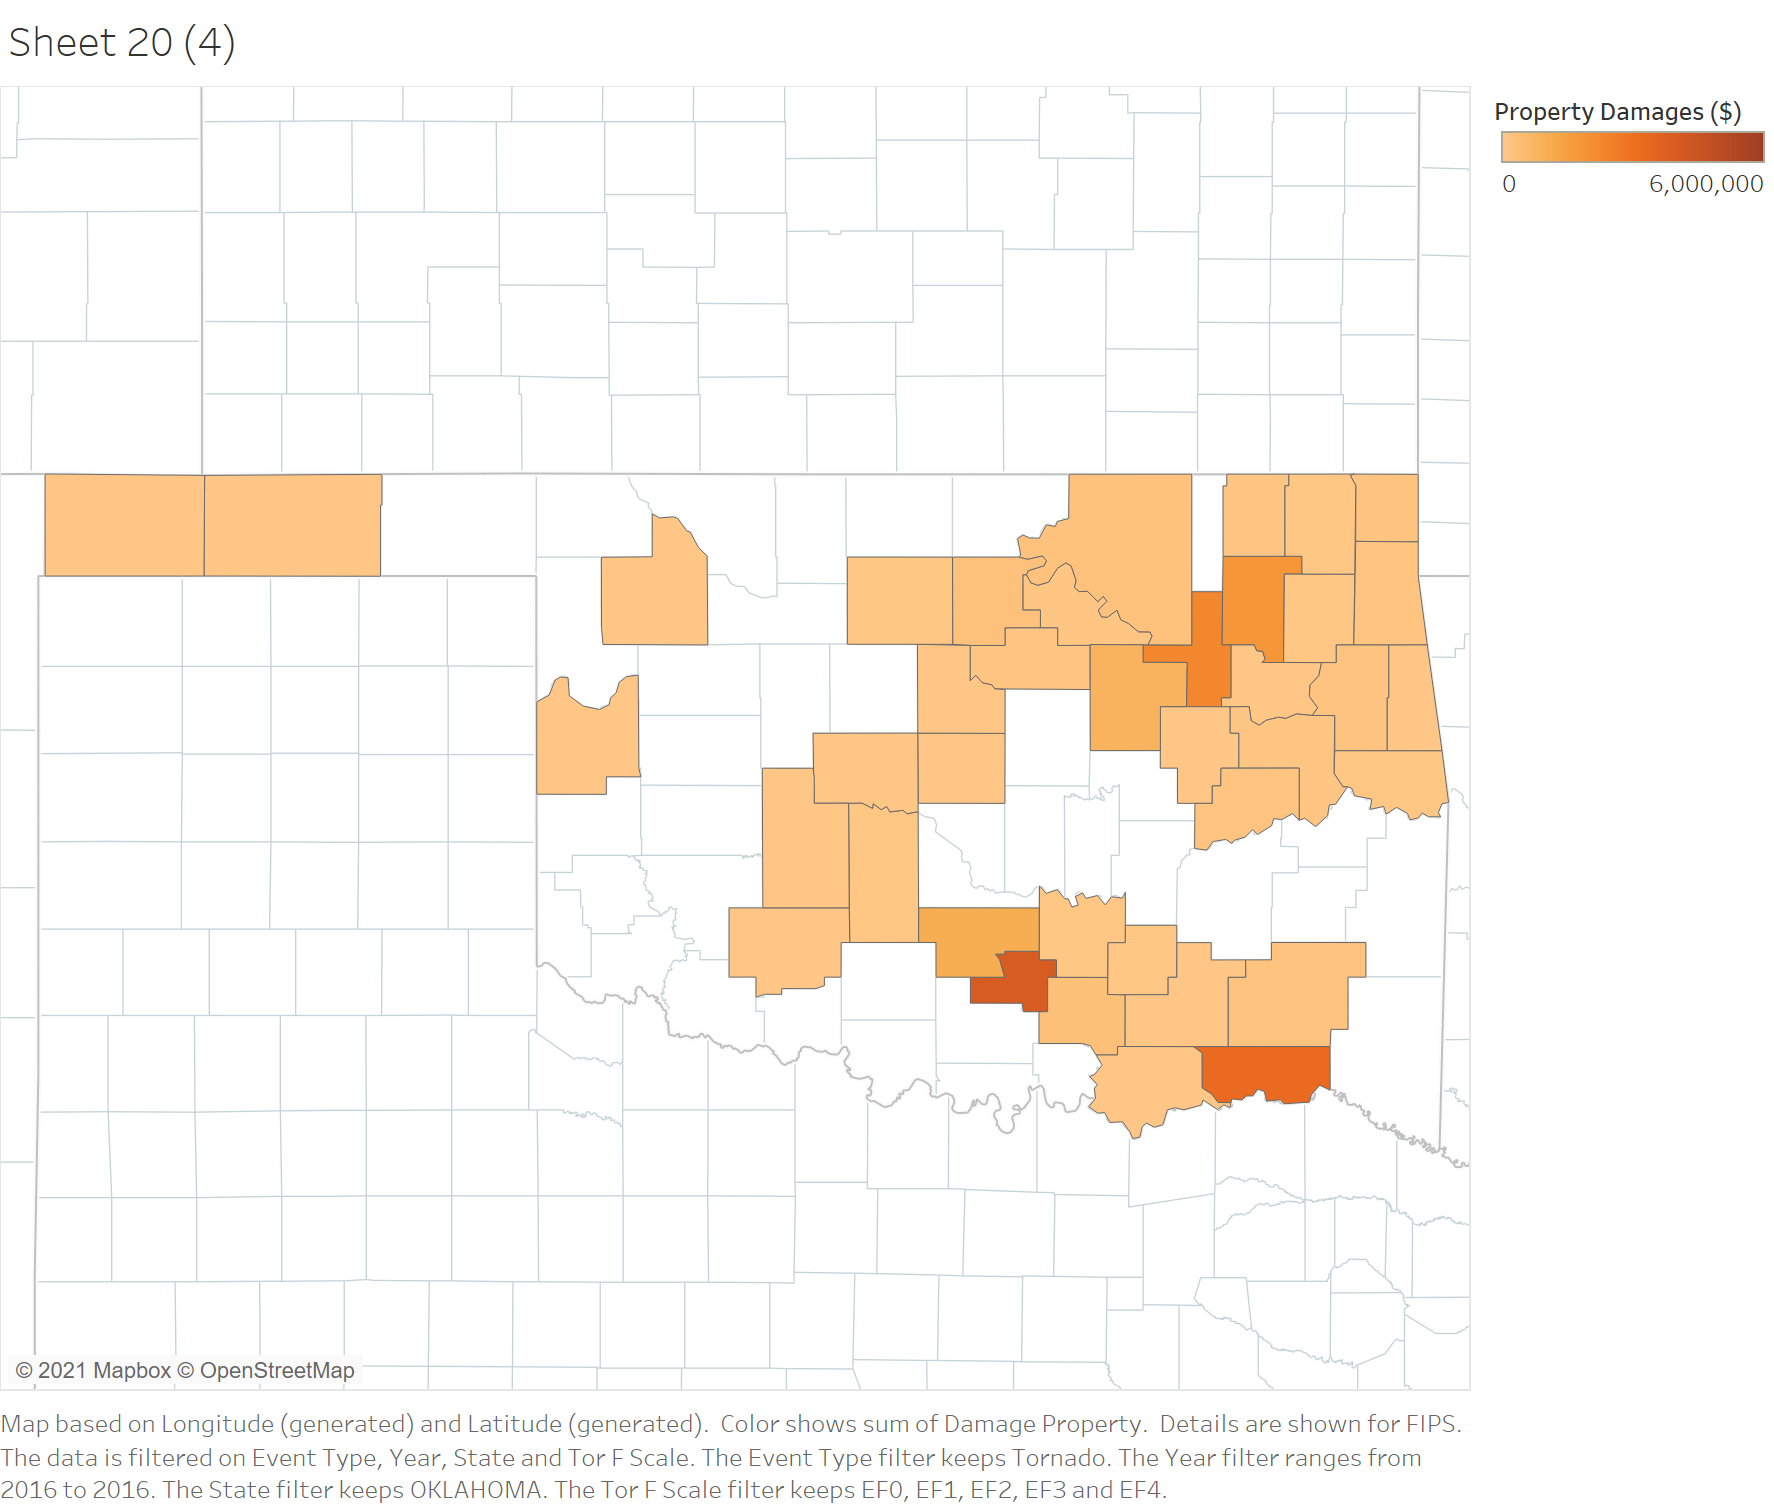 Sheet 20 (4)
Property Damages ($)
0 6,000,000
© 2021 Mapbox © OpenStreetMap
Map based on Longitude (generated) and Latitude (generated).  Color shows sum of Damage Property.  Details are shown for FIPS.
The data is filtered on Event Type, Year, State and Tor F Scale. The Event Type filter keeps Tornado. The Year filter ranges from
2016 to 2016. The State filter keeps OKLAHOMA. The Tor F Scale filter keeps EF0, EF1, EF2, EF3 and EF4.